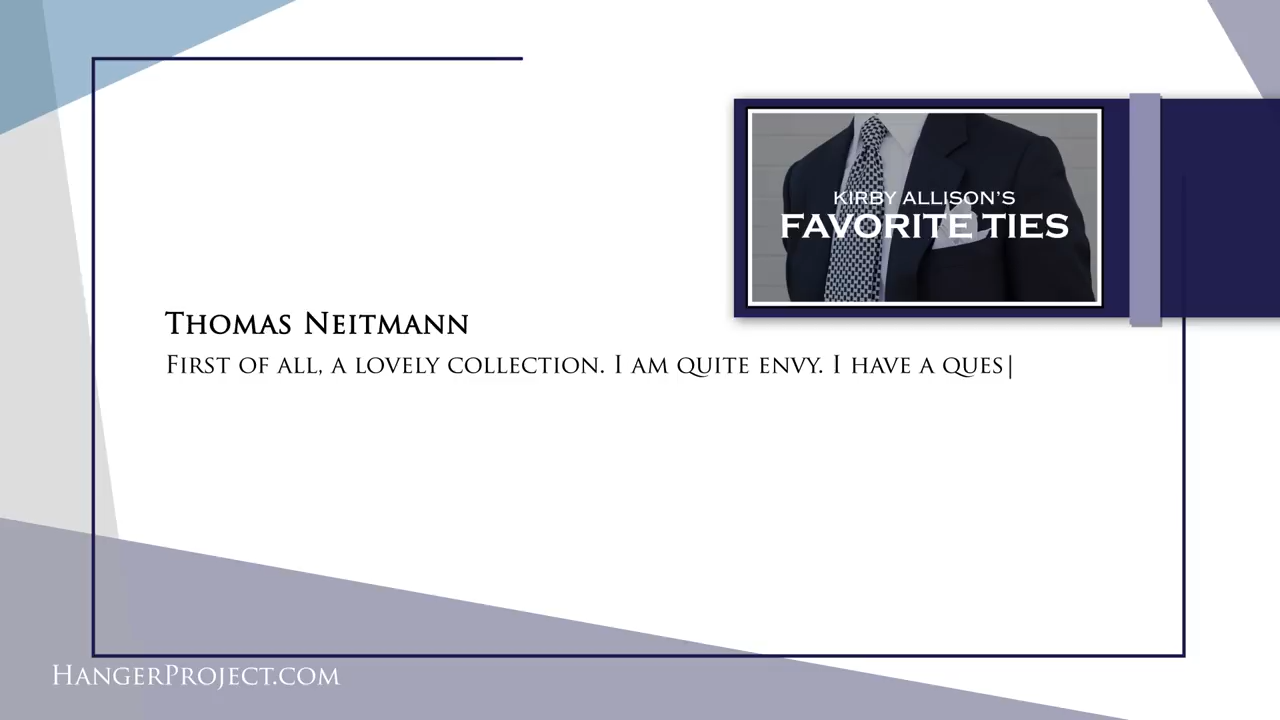 KIRBY ALLISON'S
FAVORITE TIES
THOMAS NEITMANN
FIRST OF ALL, A LOVELY COLLECTION. I AM QUITE ENVY. I HAVE A QUES|
HANGERPROJECT.COM